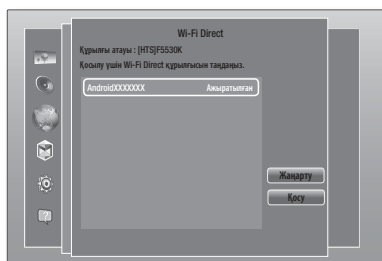 Wi-Fi Direct
Құрылғы атауы : [HTS]F5530K
Қосылу үшін Wi-Fi Direct құрылғысын таңдаңыз.
AndroidXXXXXXX Ажыратылған
Жаңарту
Қосу